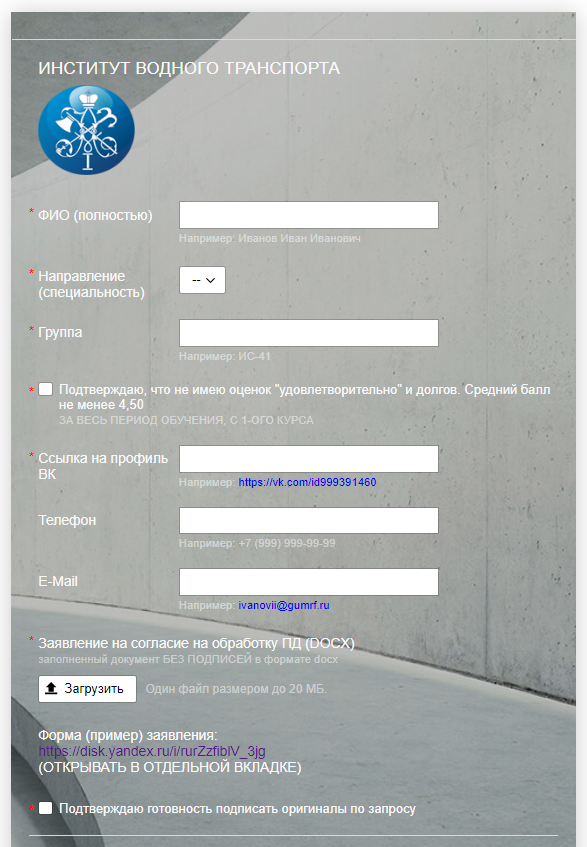 ИНСТИТУТ ВОДНОГО ТРАНСПОРТА
I
* ФИО (полностью)
Например: Иванов Иван Иванович
* Направление
(специальность)
--
* Группа
Например: ИС-41
* Подтверждаю, что не имею оценок "удовлетворительно" и долгов. Средний балл
не менее 4,50
ЗА ВЕСЬ ПЕРИОД ОБУЧЕНИЯ, С 1-ОГО КУРСА
* Ссылка на профиль
ВК
Например: https://vk.com/id999391460
Телефон
Например: +7 (999) 999-99-99
E-Mail
Например: ivanovii@gumrf.ru
* Заявление на согласие на обработку ПД (DOCX)
заполненный документ БЕЗ ПОДПИСЕЙ в формате docx
Загрузить Один файл размером до 20 МБ.
Форма (пример) заявления:
https://disk.yandex.ru/i/rurZzfiblV_3jg
(ОТКРЫВАТЬ В ОТДЕЛЬНОЙ ВКЛАДКЕ)
* Подтверждаю готовность подписать оригиналы по запросу